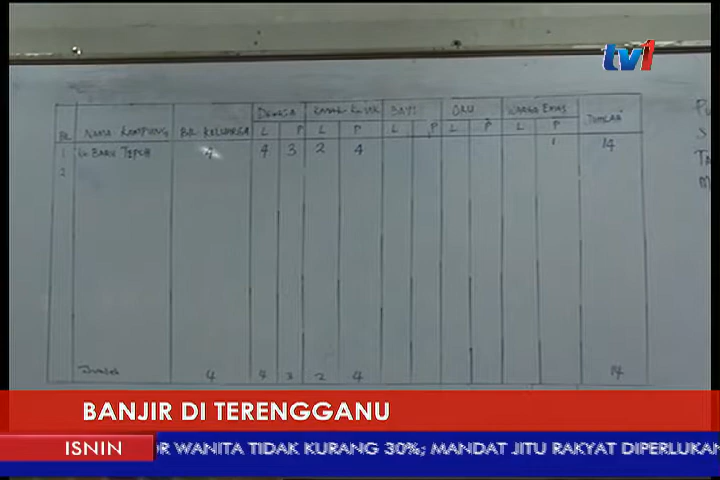 tv1
DEWASA KANAK-KANAK BAYI OKU WARGA EMAS JUMLAH
BIL NAMA KAMPUNG BIL KELUARGA L P L P L P L P L P
1 BARU TEPOH 4 3 2 4 1 14
2
Jumlah 4 4 3 2 4 14
BANJIR DI TERENGGANU
ISNIN OR WANITA TIDAK KURANG 30%; MANDAT JITU RAKYAT DIPERLUKAN